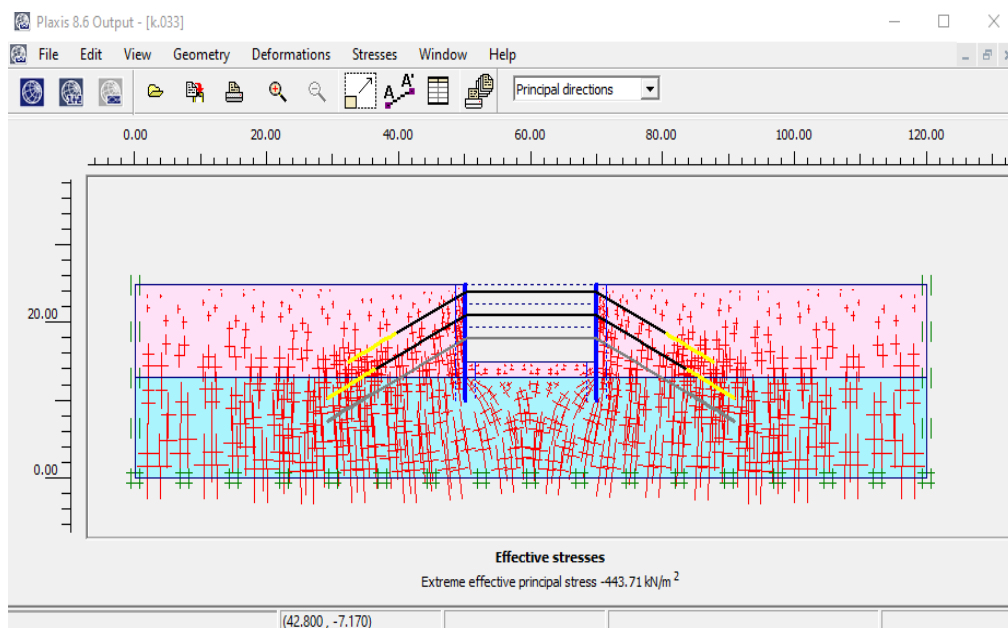 Plaxis 8.6 Output - [k.033]
File Edit View Geometry Deformations Stresses Window Help
A A' Principal directions
0.00 20.00 40.00 60.00 80.00 100.00 120.00
20.00
0.00
Effective stresses
Extreme effective principal stress -443.71 kN/m 2
(42.800 , -7.170)